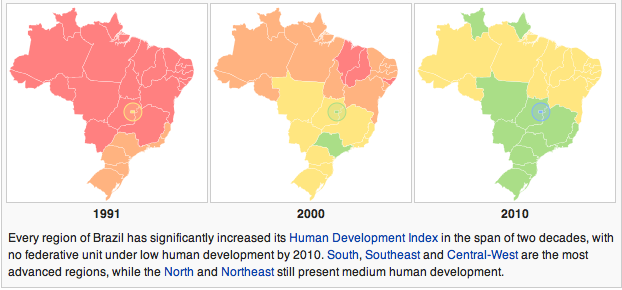 1991
2000
2010
Every region of Brazil has significantly increased its Human Development Index in the span of two decades, with
no federative unit under low human development by 2010. South, Southeast and Central-West are the most
advanced regions, while the North and Northeast still present medium human development.